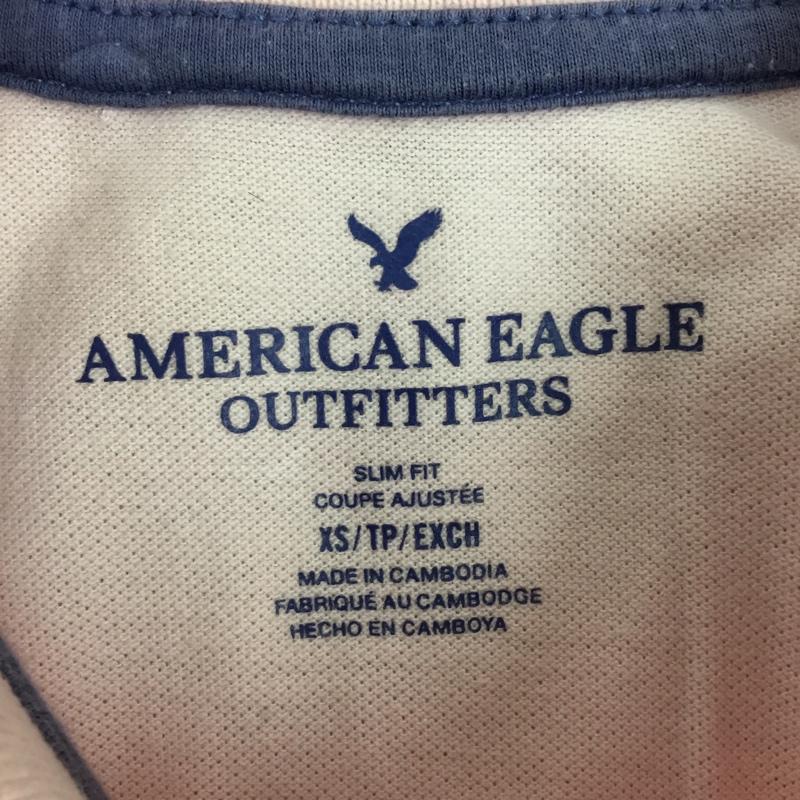 AMERICAN EAGLE
OUTFITTERS
SLIM FIT
COUPE AJUSTÉE
XS/TP/EXCH
MADE IN CAMBODIA
FABRIQUÉ AU CAMBODGE
HECHO EN CAMBOYA